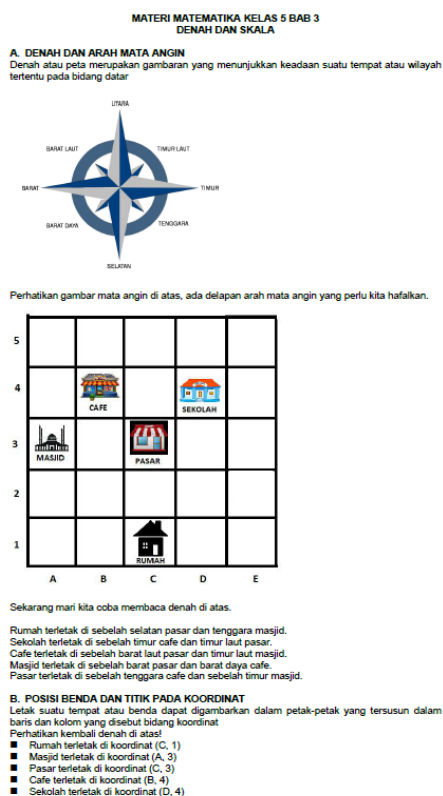 MATERI MATEMATIKA KELAS 5 BAB 3
DENAH DAN SKALA
A. DENAH DAN ARAH MATA ANGIN
Denah atau peta merupakan gambaran yang menunjukkan keadaan suatu tempat atau wilayah
tertentu pada bidang datar
UTARA
BARAT LAUT
TIMUR LAUT
BARAT
TIMUR
BARAT DAYA
TENGGARA
SELATAN
Perhatikan gambar mata angin di atas, ada delapan arah mata angin yang perlu kita hafalkan.
5
4
CAFE
SEKOLAH
3
MASJID
PASAR
2
1
RUMAH
A B C D E
Sekarang mari kita coba membaca denah di atas.
Rumah terletak di sebelah selatan pasar dan tenggara masjid.
Sekolah terletak di sebelah timur cafe dan timur laut pasar.
Cafe terletak di sebelah barat laut pasar dan timur laut masjid.
Masjid terletak di sebelah barat pasar dan barat daya cafe.
Pasar terletak di sebelah tenggara cafe dan sebelah timur masjid.
B. POSISI BENDA DAN TITIK PADA KOORDINAT
Letak suatu tempat atau benda dapat digambarkan dalam petak-petak yang tersusun dalam
baris dan kolom yang disebut bidang koordinat
Perhatikan kembali denah di atas!
■ Rumah terletak di koordinat (C, 1)
■ Masjid terletak di koordinat (A, 3)
■ Pasar terletak di koordinat (C, 3)
■ Cafe terletak di koordinat (B, 4)
■ Sekolah terletak di koordinat (D, 4)